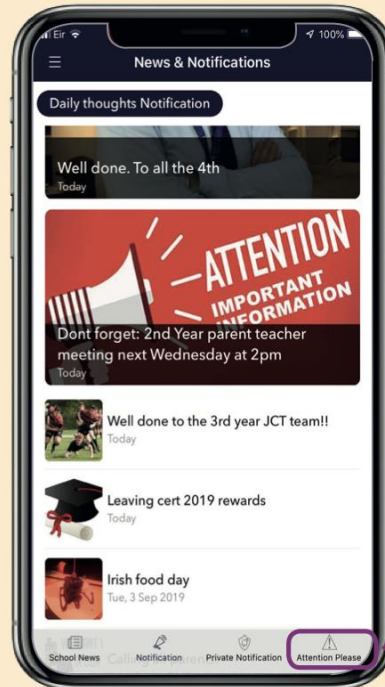 Eir 100%
News & Notifications
Daily thoughts Notification
Well done. To all the 4th
Today
ATTENTION
IMPORTANT
INFORMATION
Dont forget: 2nd Year parent teacher
meeting next Wednesday at 2pm
Today
Well done to the 3rd year JCT team!!
Today
Leaving cert 2019 rewards
Today
Irish food day
Tue, 3 Sep 2019
School News Notification Private Notification Attention Please